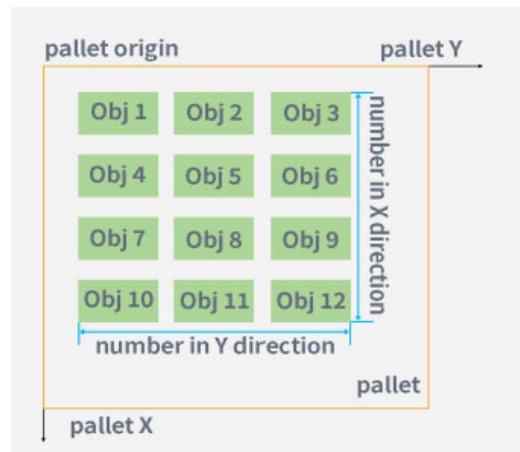 pallet origin
pallet Y
Obj 1
Obj 2
Obj 3
Obj 4
Obj 5
Obj 6
Obj 7
Obj 8
Obj 9
Obj 10
Obj 11
Obj 12
number in X direction
number in Y direction
pallet
pallet X